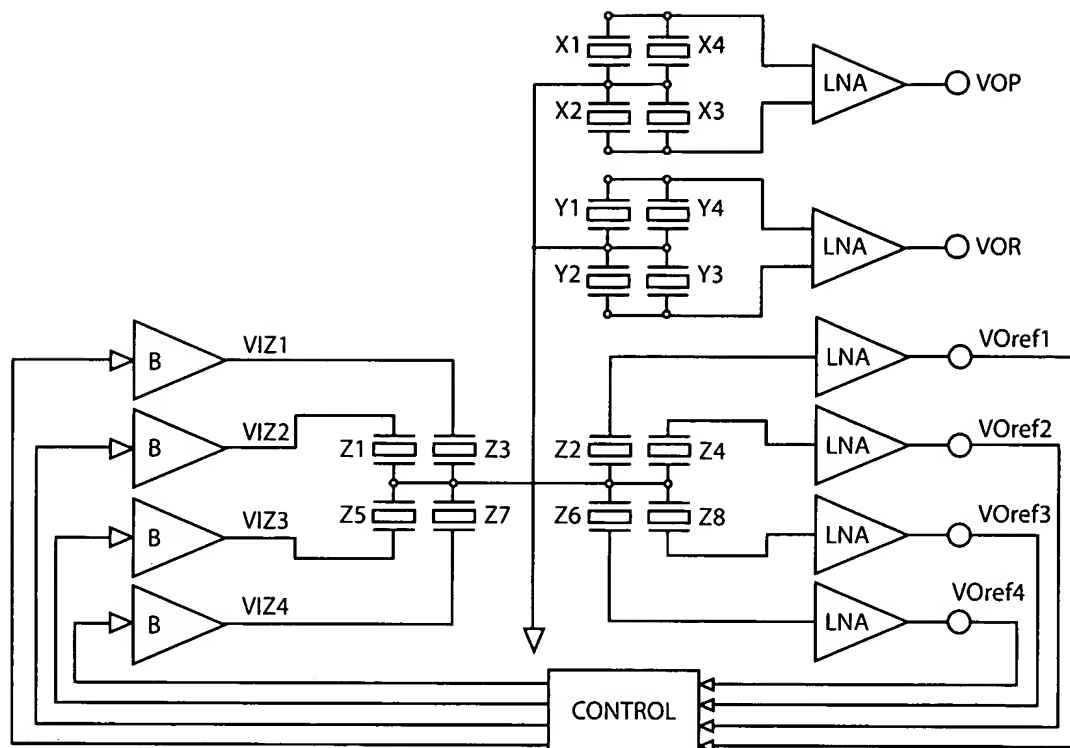 X1 X4
LNA VOP
X2 X3
Y1 Y4
LNA VOR
Y2 Y3
B VIZ1
LNA VOref1
B VIZ2
Z1 Z3
Z2 Z4
LNA VOref2
B VIZ3
Z5 Z7
Z6 Z8
LNA VOref3
B VIZ4
LNA VOref4
CONTROL